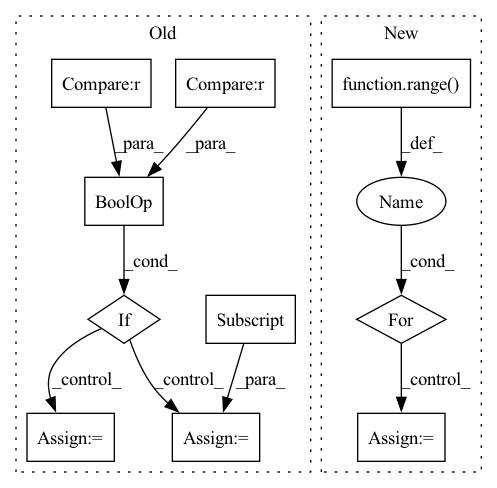 Old
New
Compare:r
Compare:r
function.range()
_para_
_para_
_def_
BoolOp
Name
_cond_
_cond_
If
Subscript
For
_control_
_control_
_para_
_control_
Assign:=
Assign:=
Assign:=